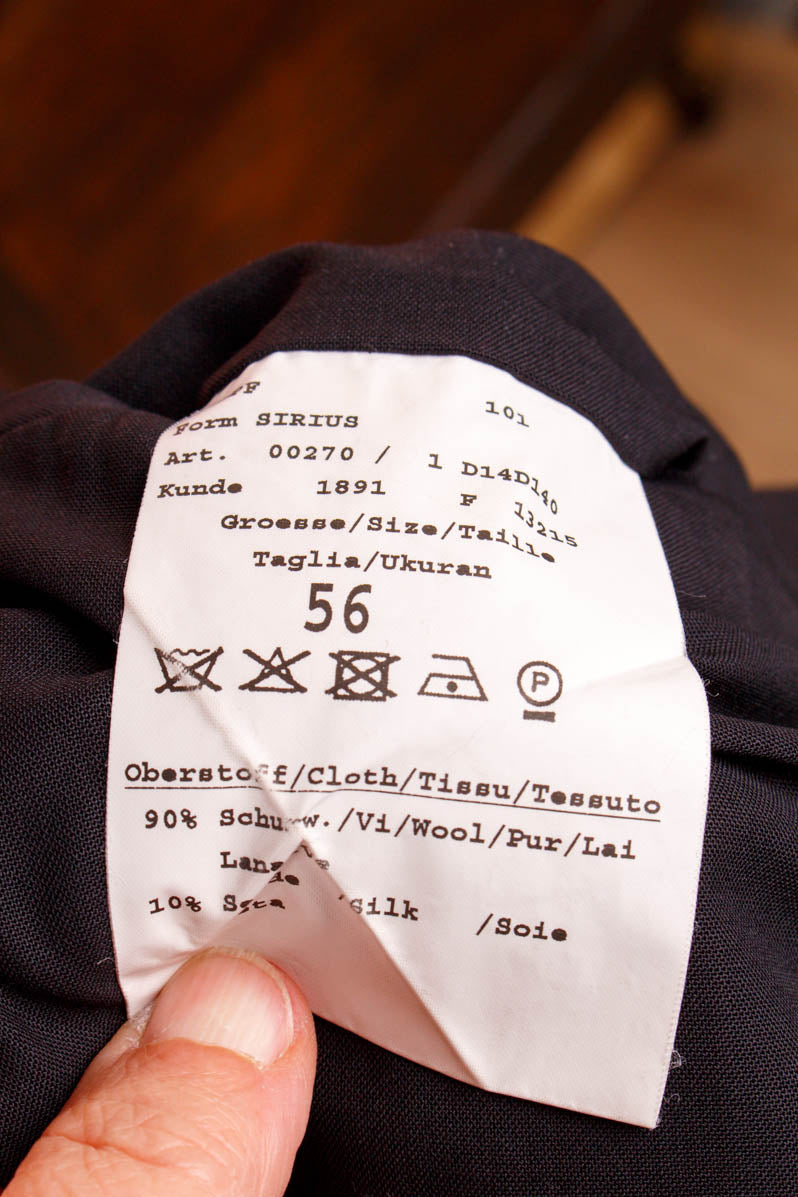 101
Form SIRIUS
Art. 00270 / 1 D14D140
Kunde 1891 F 13215
Groesse/Size/Taille
Taglia/Ukuran
56
P
Oberstoff/Cloth/Tissu/Tessuto
90% Schurw./Vi/Wool/Pur/Lai
10% Silk /Soie